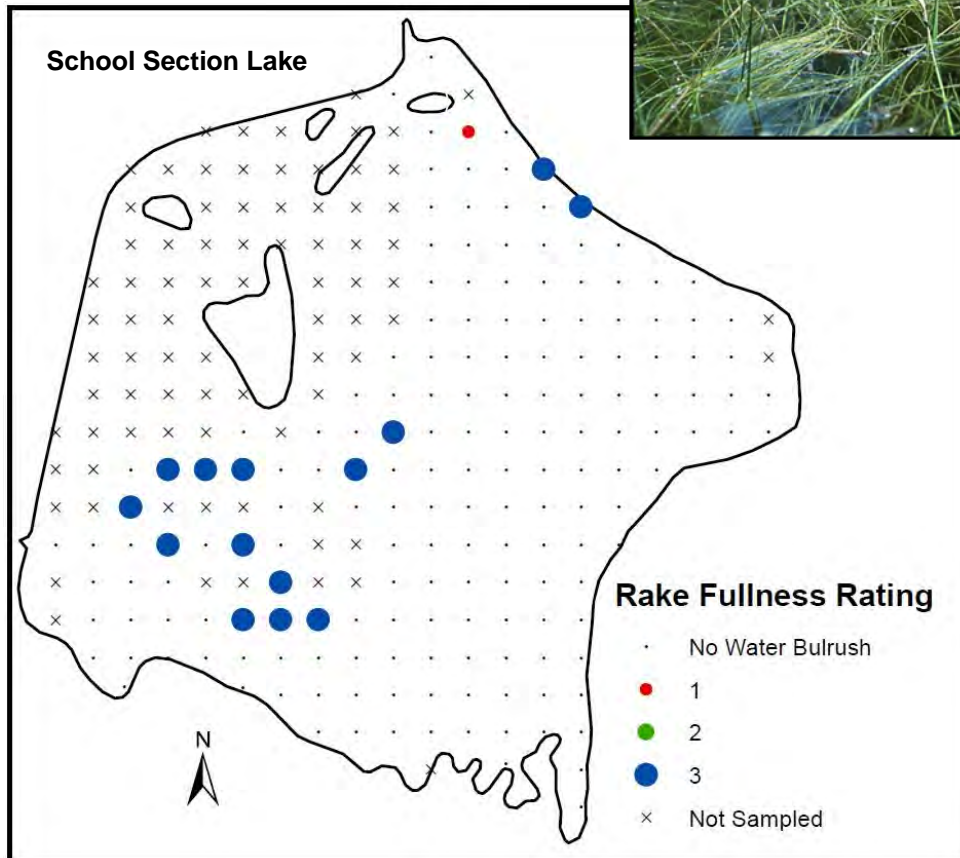 School Section Lake
Rake Fullness Rating
No Water Bulrush
1
2
3
Not Sampled
N